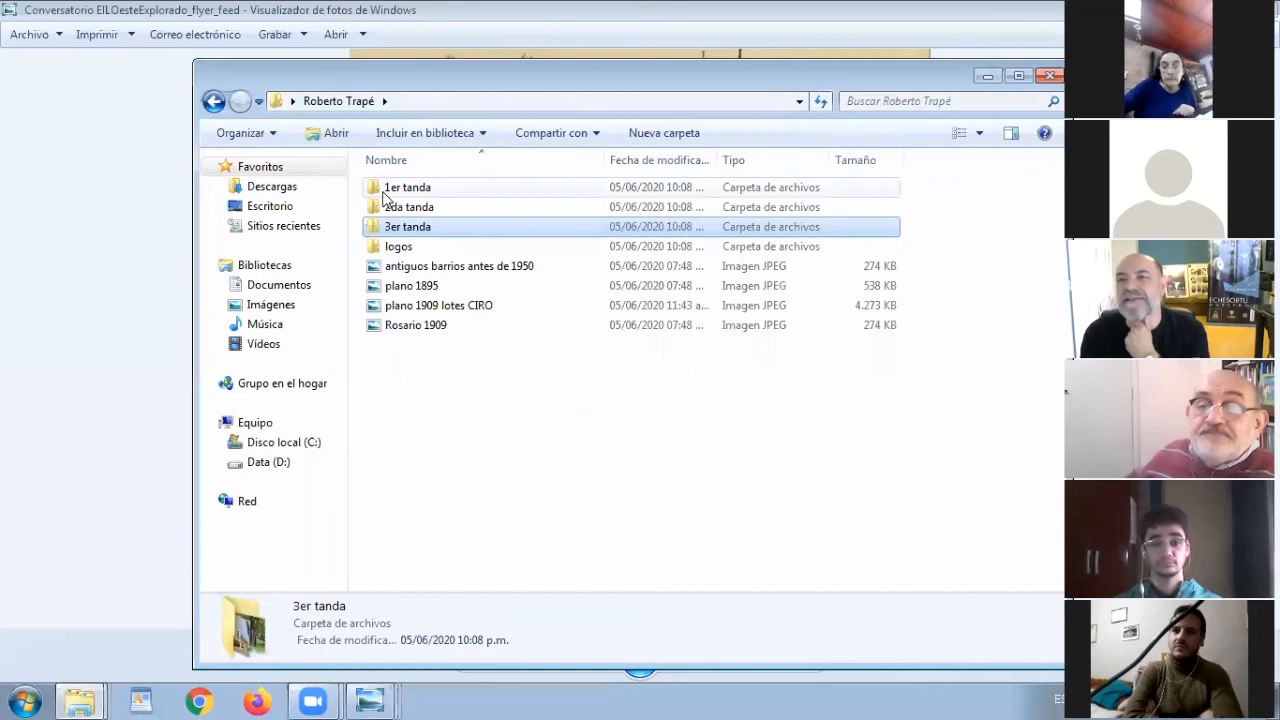 Conversatorio ElLOesteExplorado_flyer_feed - Visualizador de fotos de Windows
Archivo Imprimir Correo electrónico Grabar Abrir
Roberto Trapé
Buscar Roberto Trapé
Organizar Abrir Incluir en biblioteca Compartir con Nueva carpeta
Nombre Fecha de modifica... Tipo Tamaño
Favoritos
Descargas
Escritorio
Sitios recientes
Bibliotecas
Documentos
Imágenes
Música
Vídeos
Grupo en el hogar
Equipo
Disco local (C:)
Data (D:)
Red
1er tanda 05/06/2020 10:08 ... Carpeta de archivos
2da tanda 05/06/2020 10:08 ... Carpeta de archivos
3er tanda 05/06/2020 10:08 ... Carpeta de archivos
logos 05/06/2020 10:08 ... Carpeta de archivos
antiguos barrios antes de 1950 05/06/2020 07:48 ... Imagen JPEG 274 KB
plano 1895 05/06/2020 07:48 ... Imagen JPEG 538 KB
plano 1909 lotes CIRO 05/06/2020 11:43 a... Imagen JPEG 4.273 KB
Rosario 1909 05/06/2020 07:48 ... Imagen JPEG 274 KB
3er tanda
Carpeta de archivos
Fecha de modifica... 05/06/2020 10:08 p.m.
ECHESORTU
ES